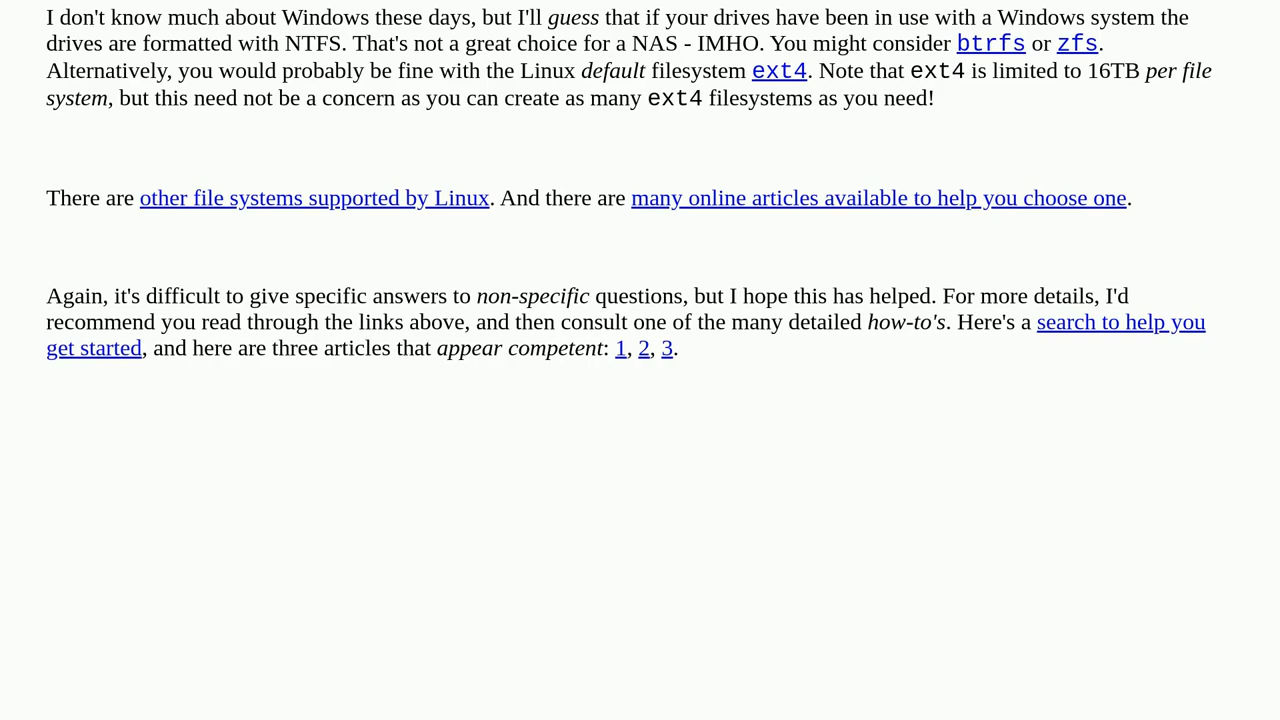 I don't know much about Windows these days, but I'll guess that if your drives have been in use with a Windows system the
drives are formatted with NTFS. That's not a great choice for a NAS - IMHO. You might consider btrfs or zfs.
Alternatively, you would probably be fine with the Linux default filesystem ext4. Note that ext4 is limited to 16TB per file
system, but this need not be a concern as you can create as many ext4 filesystems as you need!
There are other file systems supported by Linux. And there are many online articles available to help you choose one.
Again, it's difficult to give specific answers to non-specific questions, but I hope this has helped. For more details, I'd
recommend you read through the links above, and then consult one of the many detailed how-to's. Here's a search to help you
get started, and here are three articles that appear competent: 1, 2, 3.